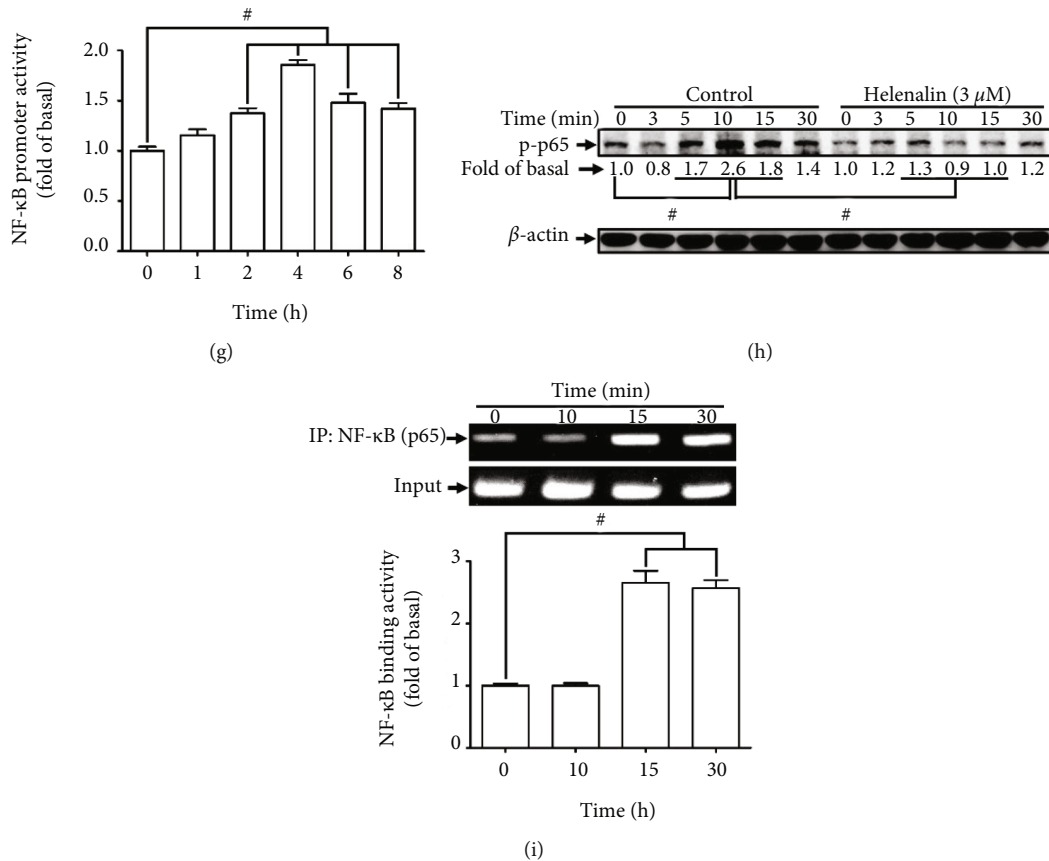 #
2.0
1.5
1.0
0.5
0.0
NF-κB promoter activity
(fold of basal)
0 1 2 4 6 8
Time (h)
(g)
Control Helenalin (3 μM)
Time (min) 0 3 5 10 15 30 0 3 5 10 15 30
p-p65
Fold of basal 1.0 0.8 1.7 2.6 1.8 1.4 1.0 1.2 1.3 0.9 1.0 1.2
# #
β-actin
(h)
Time (min)
0 10 15 30
IP: NF-κB (p65)
Input
#
3
2
1
0
NF-κB binding activity
(fold of basal)
0 10 15 30
Time (h)
(i)